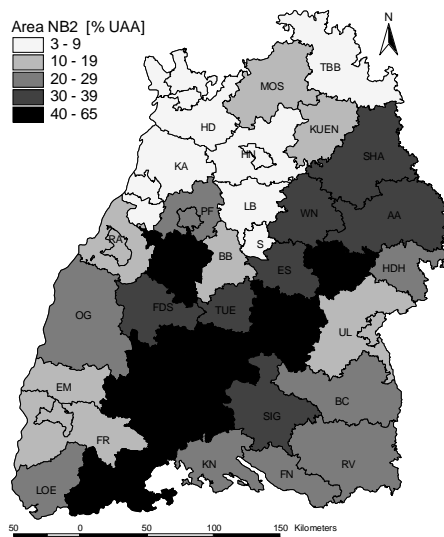 Area NB2 [% UAA]
3 - 9
10 - 19
20 - 29
30 - 39
40 - 65
N
TBB
MOS
HD
KUEN
HN
KA
SHA
LB
PF
WN
AA
RA
S
BB
ES
HDH
OG
FDS
TUE
UL
EM
BC
SIG
FR
KN
RV
FN
LOE
50 0 50 100 150 Kilometers